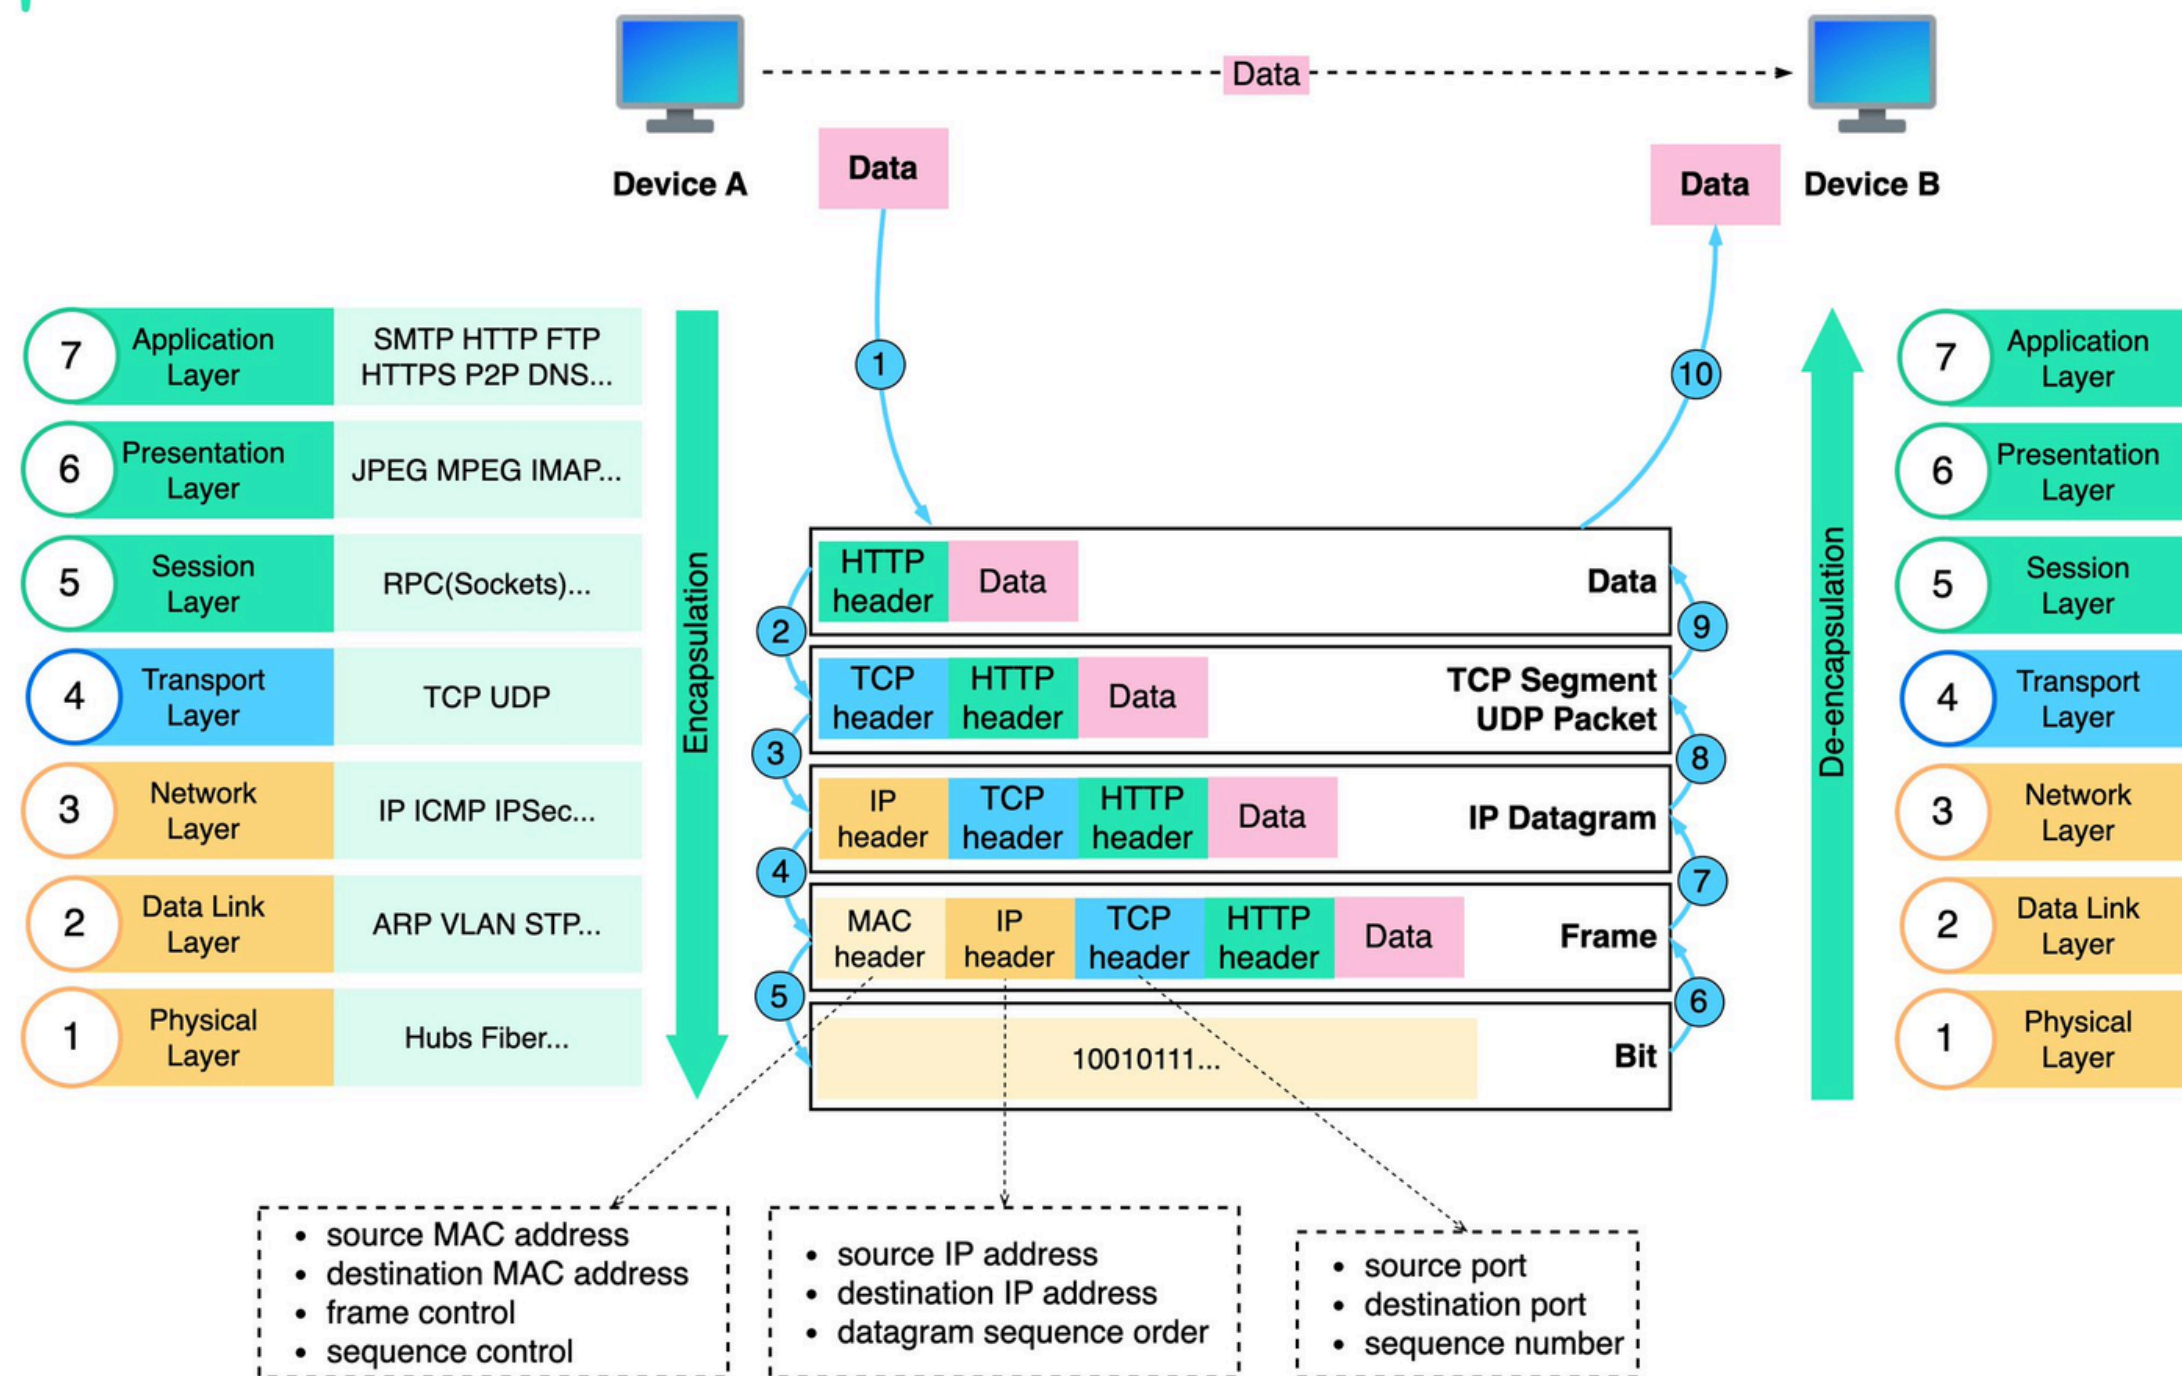 Data
Device A
Data
Data
Device B
7
Application
Layer
SMTP HTTP FTP
HTTPS P2P DNS...
6
Presentation
Layer
JPEG MPEG IMAP...
5
Session
Layer
RPC(Sockets)...
4
Transport
Layer
TCP UDP
3
Network
Layer
IP ICMP IPSec...
2
Data Link
Layer
ARP VLAN STP...
1
Physical
Layer
Hubs Fiber...
Encapsulation
1
10
HTTP
header
Data
Data
2
9
TCP
header
HTTP
header
Data
TCP Segment
UDP Packet
3
8
IP
header
TCP
header
HTTP
header
Data
IP Datagram
4
7
MAC
header
IP
header
TCP
header
HTTP
header
Data
Frame
5
6
10010111...
Bit
De-encapsulation
7
Application
Layer
6
Presentation
Layer
5
Session
Layer
4
Transport
Layer
3
Network
Layer
2
Data Link
Layer
1
Physical
Layer
• source MAC address
• destination MAC address
• frame control
• sequence control
• source IP address
• destination IP address
• datagram sequence order
• source port
• destination port
• sequence number